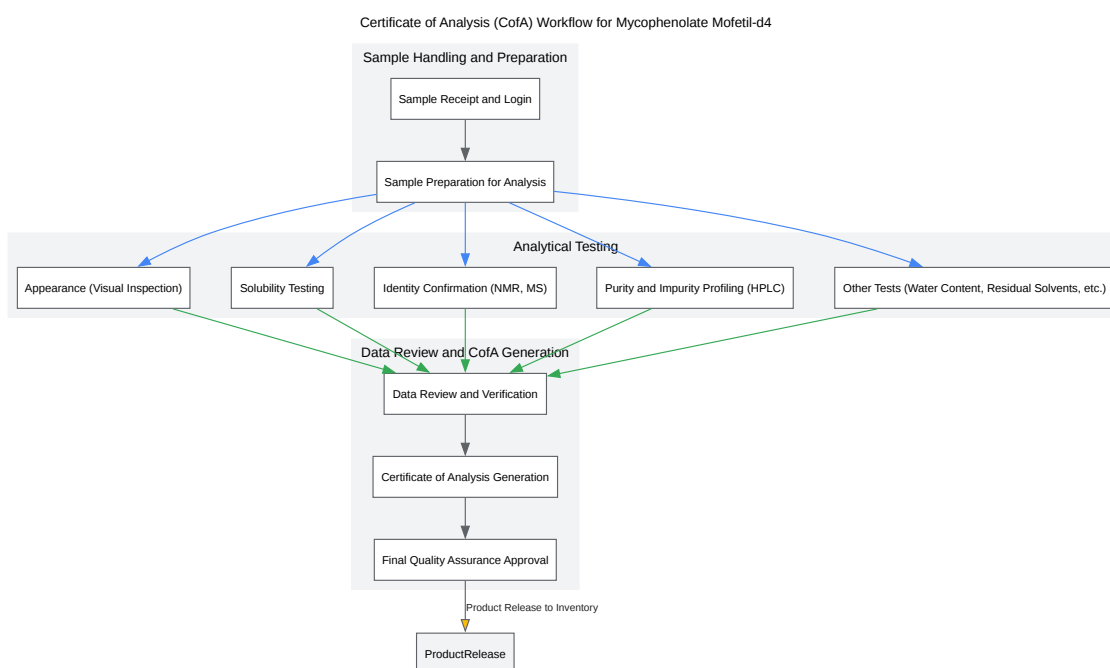 Certificate of Analysis (CofA) Workflow for Mycophenolate Mofetil-d4
Sample Handling and Preparation
Sample Receipt and Login
Sample Preparation for Analysis
Analytical Testing
Appearance (Visual Inspection)
Solubility Testing
Identity Confirmation (NMR, MS)
Purity and Impurity Profiling (HPLC)
Other Tests (Water Content, Residual Solvents, etc.)
Data Review and CofA Generation
Data Review and Verification
Certificate of Analysis Generation
Final Quality Assurance Approval
Product Release to Inventory
ProductRelease